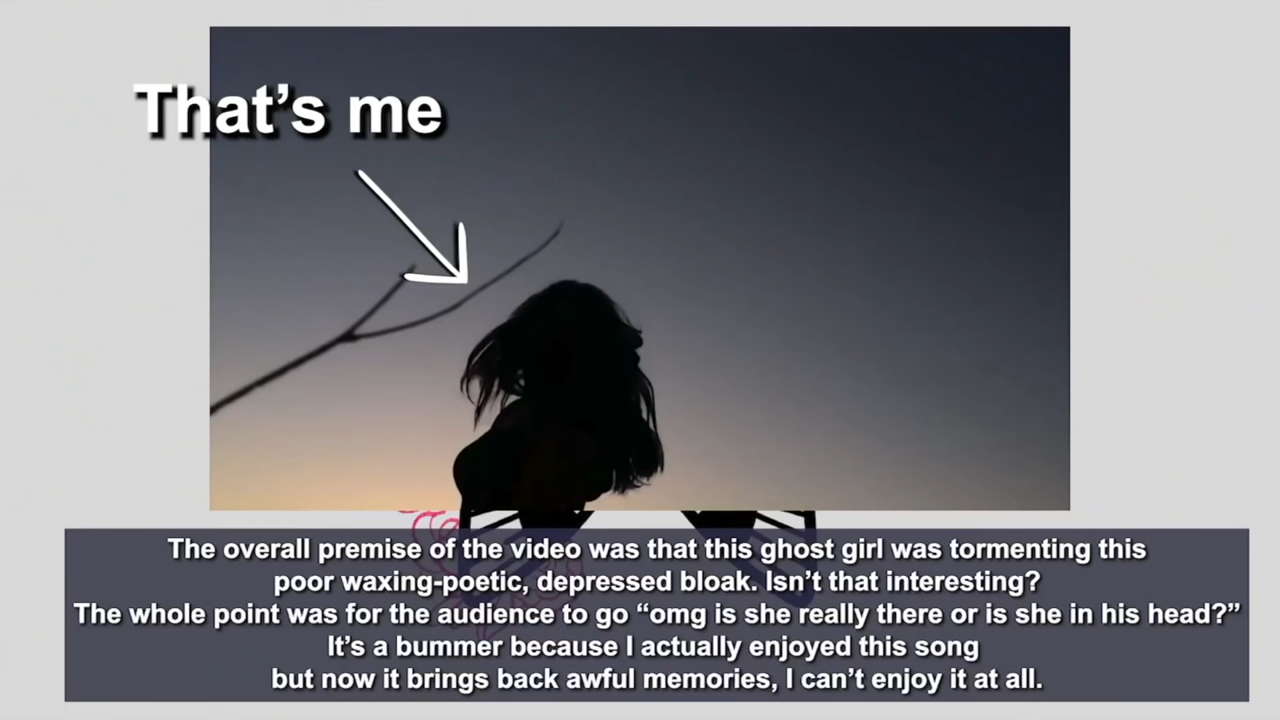 That’s me
The overall premise of the video was that this ghost girl was tormenting this
poor waxing-poetic, depressed bloak. Isn’t that interesting?
The whole point was for the audience to go “omg is she really there or is she in his head?”
It’s a bummer because I actually enjoyed this song
but now it brings back awful memories, I can’t enjoy it at all.